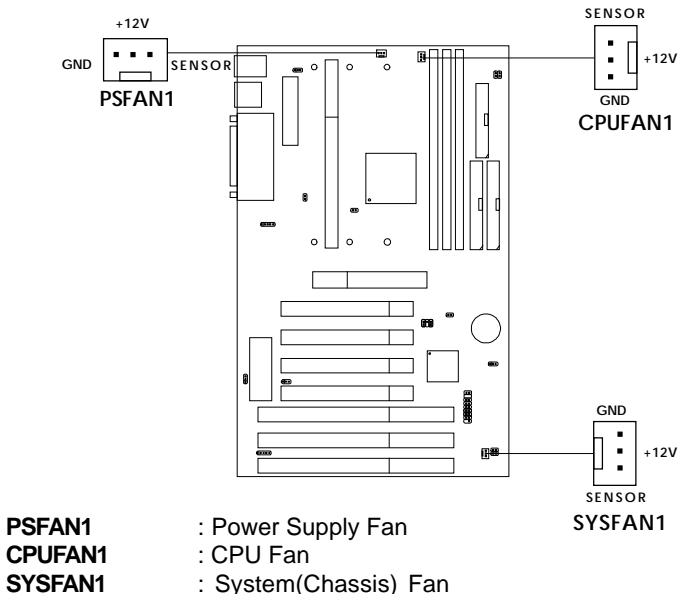 +12V
GND SENSOR
PSFAN1
SENSOR
+12V
GND
CPUFAN1
GND
+12V
SENSOR
SYSFAN1
PSFAN1 : Power Supply Fan
CPUFAN1 : CPU Fan
SYSFAN1 : System(Chassis) Fan